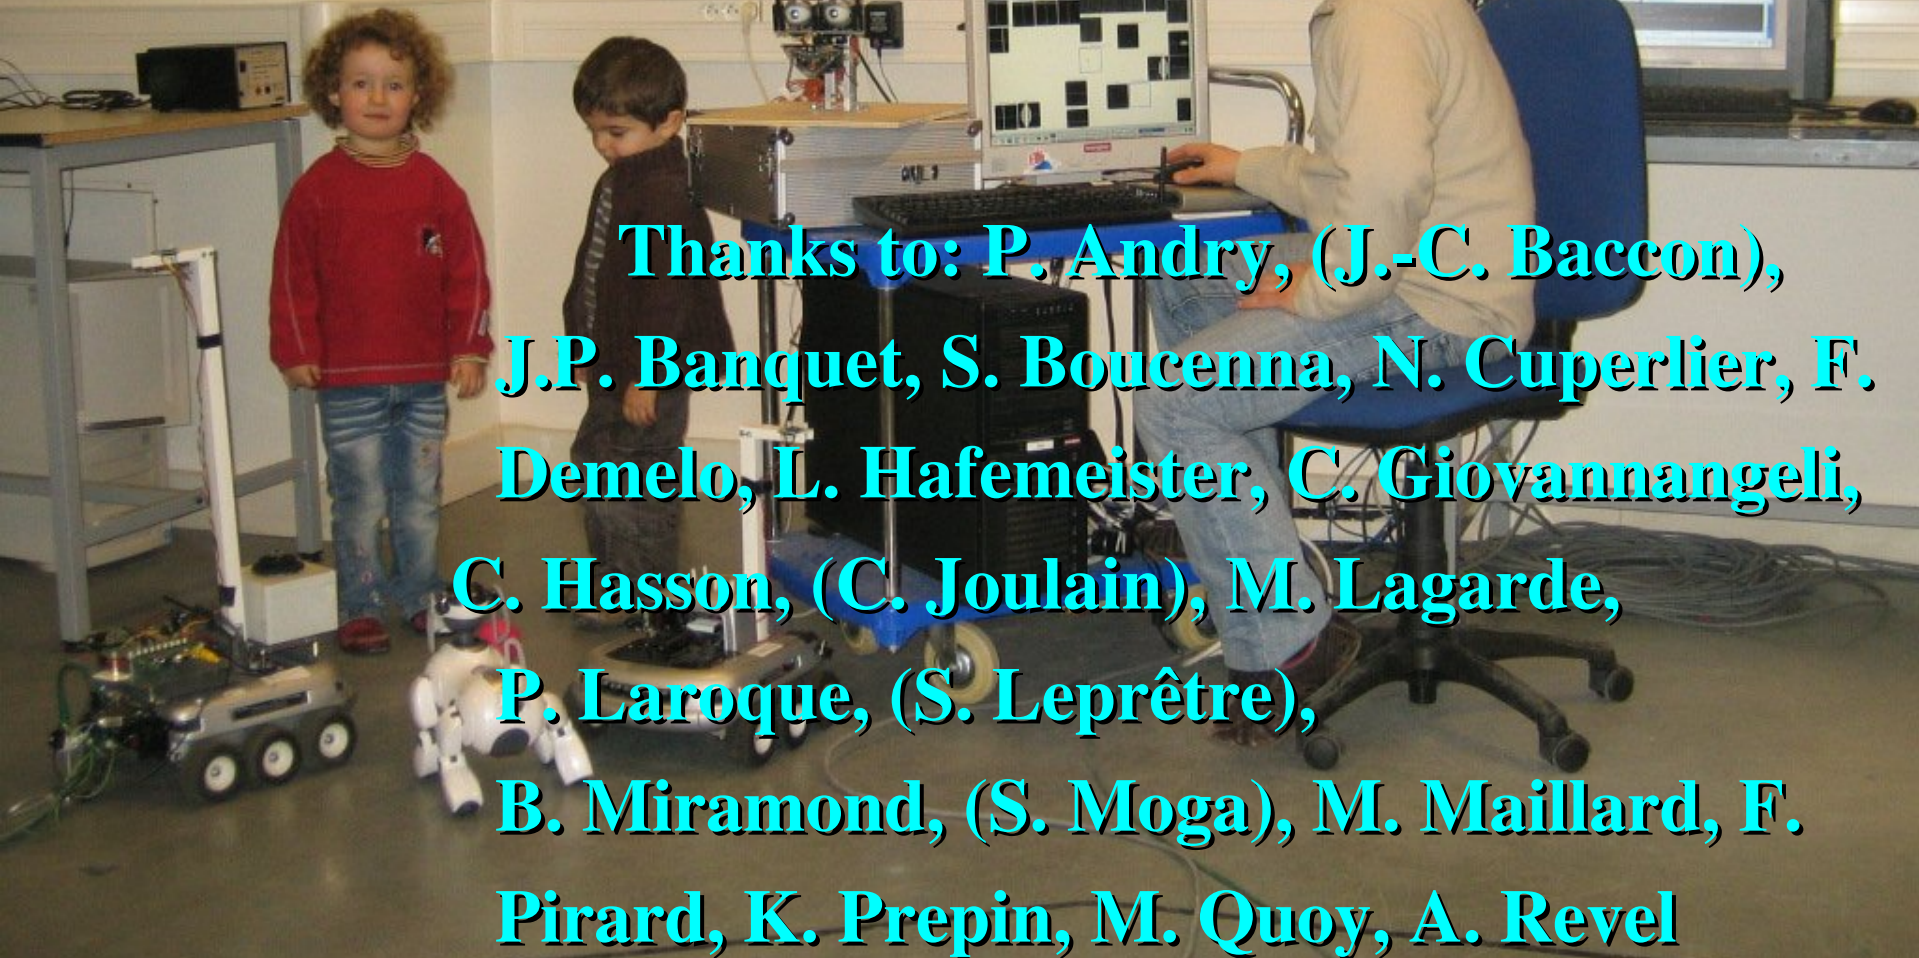 Thanks to: P. Andry, (J.-C. Baccon),
J.P. Banquet, S. Boucenna, N. Cuperlier, F.
Demelo, L. Hafemeister, C. Giovannangeli,
C. Hasson, (C. Joulain), M. Lagarde,
P. Laroque, (S. Leprêtre),
B. Miramond, (S. Moga), M. Maillard, F.
Pirard, K. Prepin, M. Quoy, A. Revel